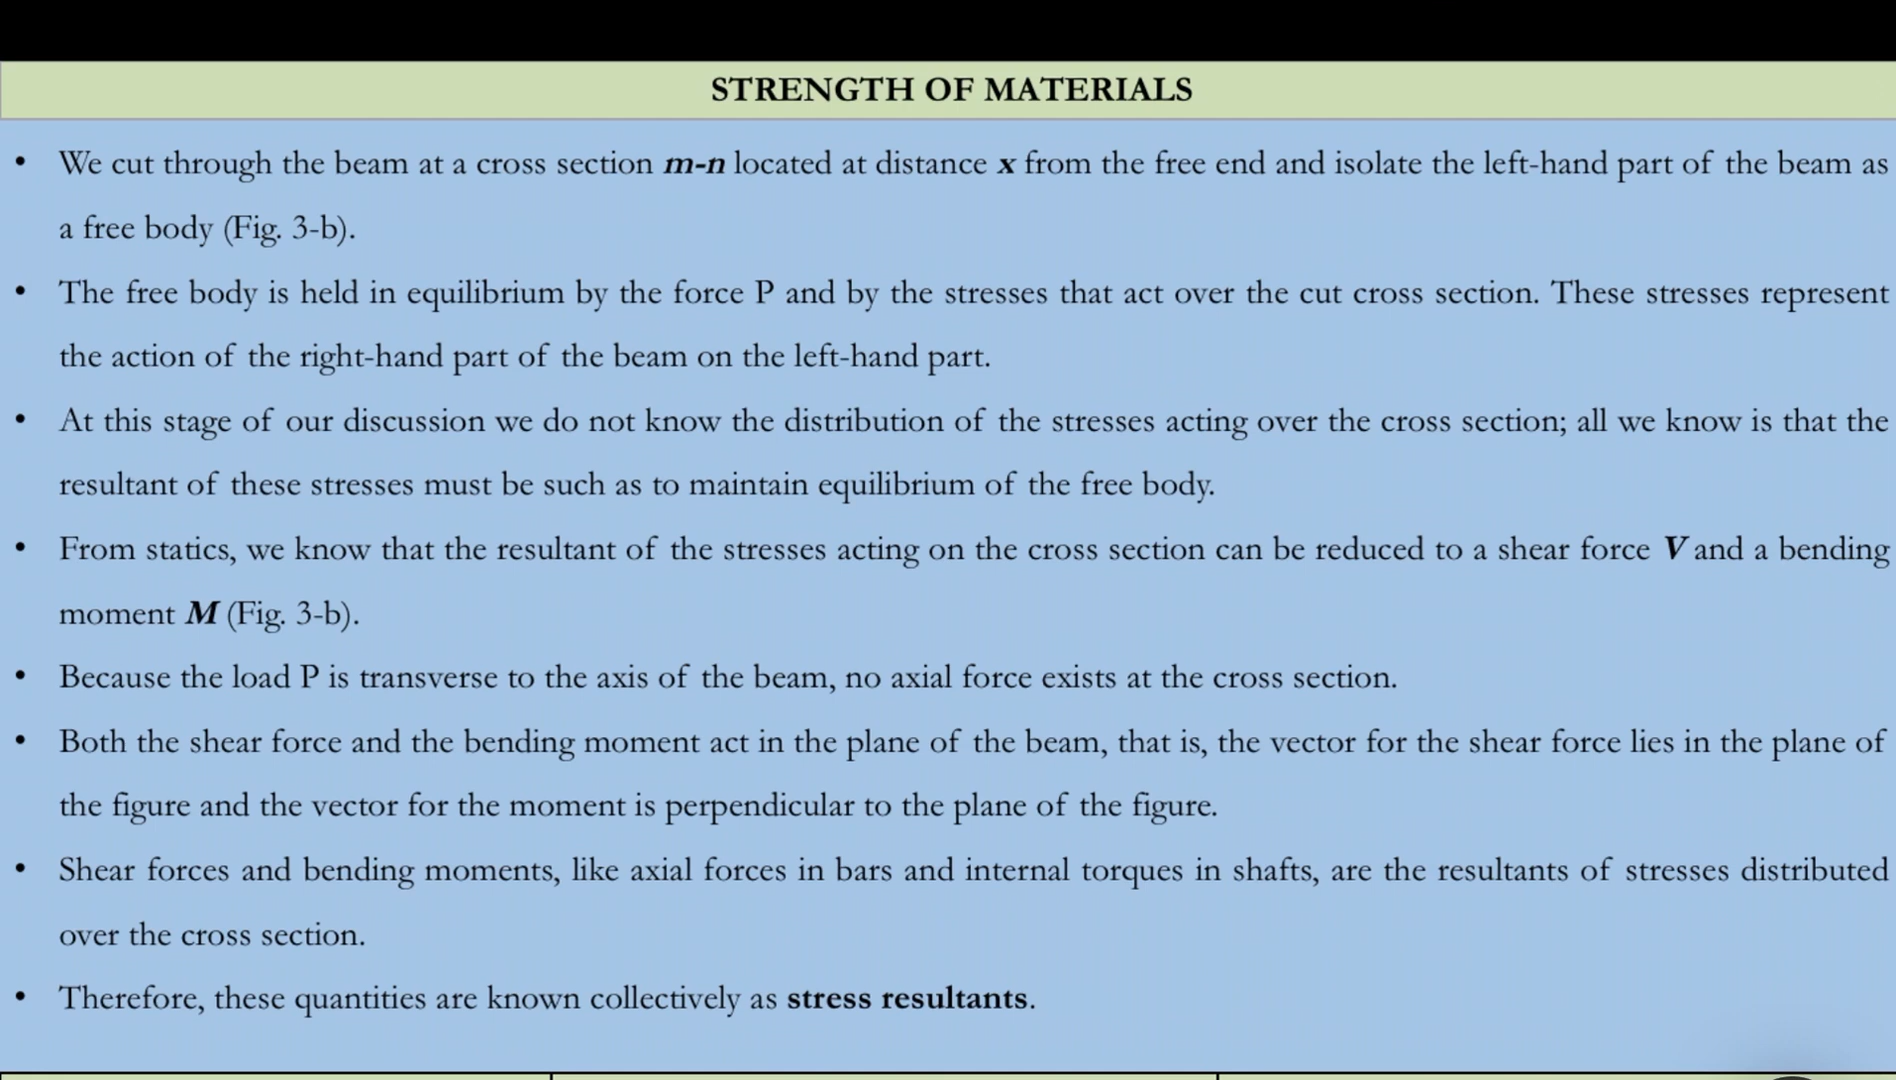 STRENGTH OF MATERIALS
• We cut through the beam at a cross section m-n located at distance x from the free end and isolate the left-hand part of the beam as
a free body (Fig. 3-b).
• The free body is held in equilibrium by the force P and by the stresses that act over the cut cross section. These stresses represent
the action of the right-hand part of the beam on the left-hand part.
• At this stage of our discussion we do not know the distribution of the stresses acting over the cross section; all we know is that the
resultant of these stresses must be such as to maintain equilibrium of the free body.
• From statics, we know that the resultant of the stresses acting on the cross section can be reduced to a shear force V and a bending
moment M (Fig. 3-b).
• Because the load P is transverse to the axis of the beam, no axial force exists at the cross section.
• Both the shear force and the bending moment act in the plane of the beam, that is, the vector for the shear force lies in the plane of
the figure and the vector for the moment is perpendicular to the plane of the figure.
• Shear forces and bending moments, like axial forces in bars and internal torques in shafts, are the resultants of stresses distributed
over the cross section.
• Therefore, these quantities are known collectively as stress resultants.